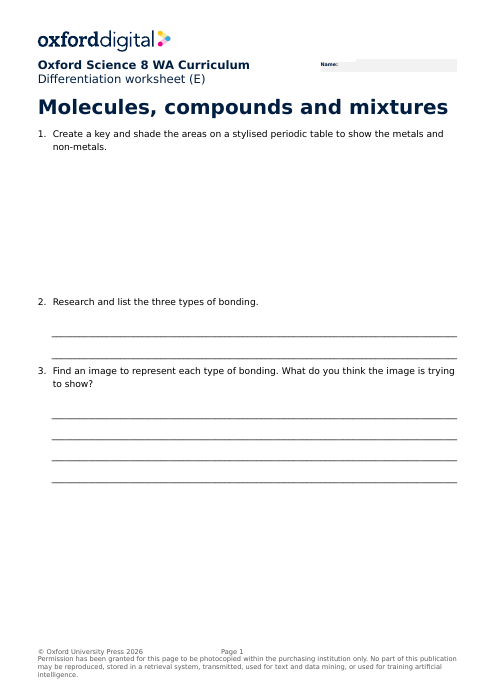 oxforddigital
Oxford Science 8 WA Curriculum
Name:
Differentiation worksheet (E)
Molecules, compounds and mixtures
1. Create a key and shade the areas on a stylised periodic table to show the metals and
non-metals.
2. Research and list the three types of bonding.
3. Find an image to represent each type of bonding. What do you think the image is trying
to show?
© Oxford University Press 2026 Page 1
Permission has been granted for this page to be photocopied within the purchasing institution only. No part of this publication
may be reproduced, stored in a retrieval system, transmitted, used for text and data mining, or used for training artificial
intelligence.